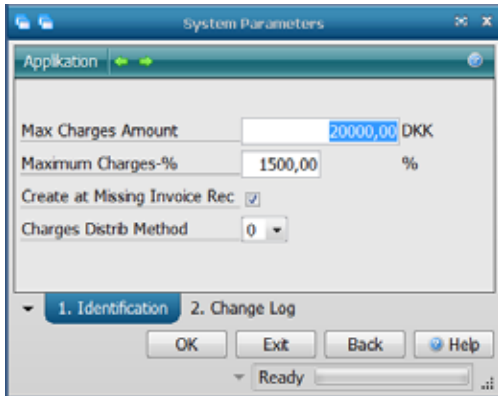 System Parameters
Applikation
Max Charges Amount 20000,00 DKK
Maximum Charges-% 1500,00 %
Create at Missing Invoice Rec
Charges Distrib Method 0
1. Identification 2. Change Log
OK Exit Back Help
Ready